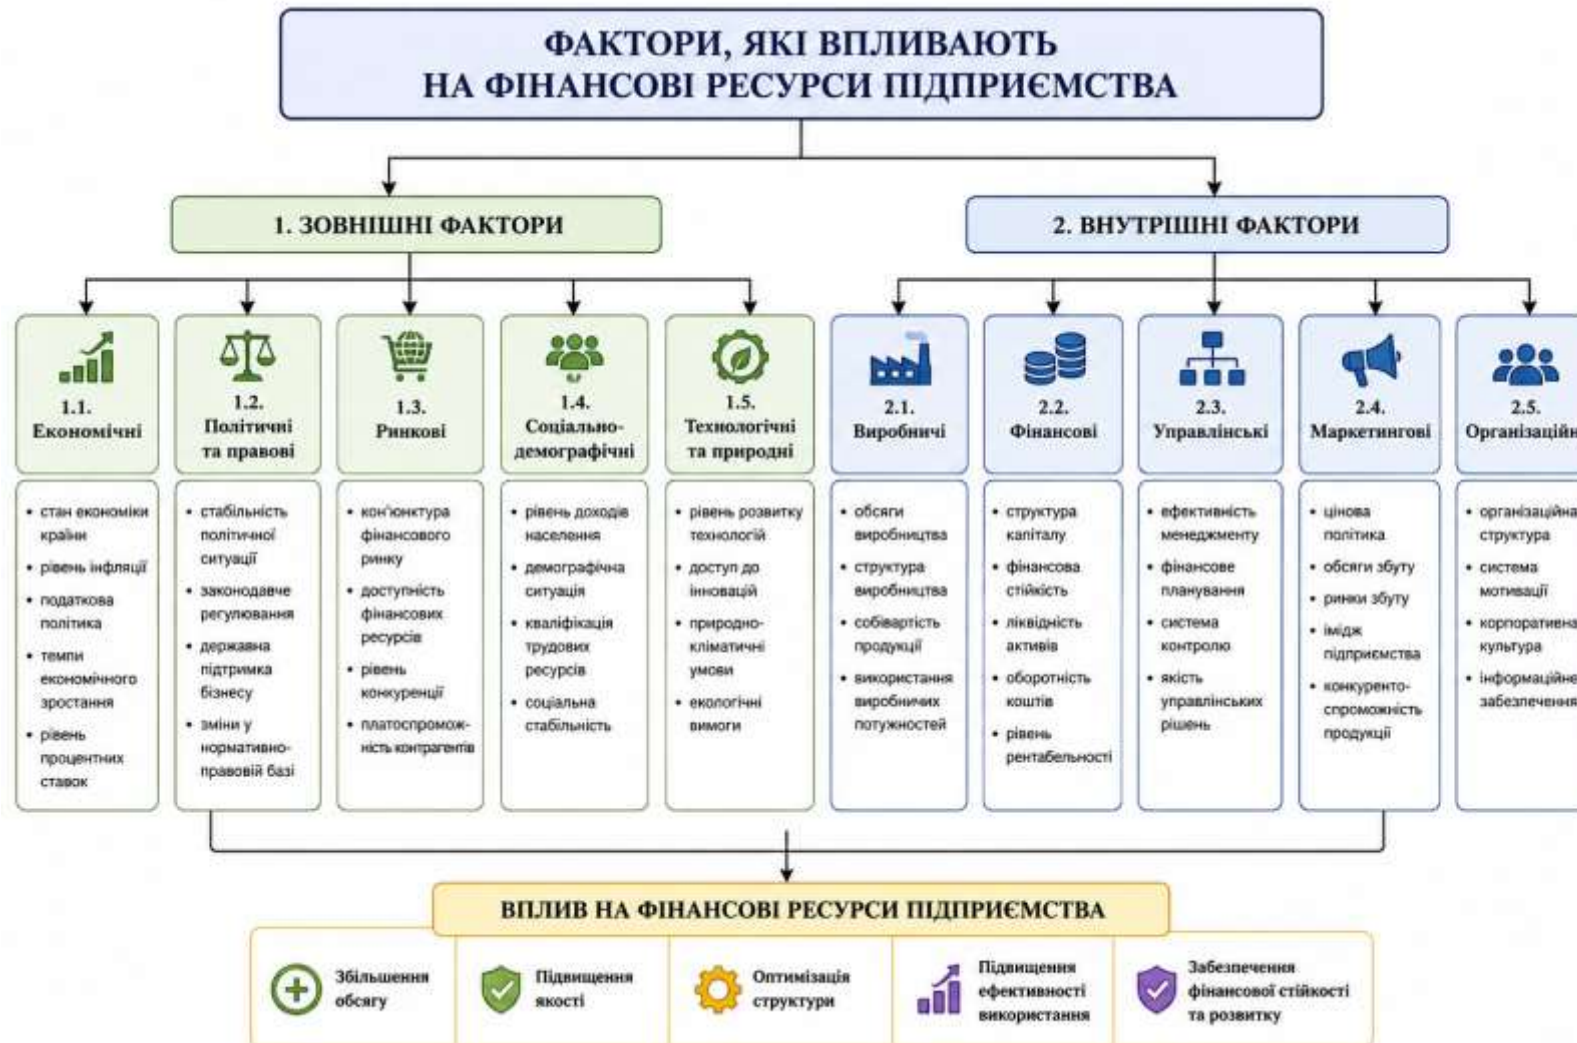 ФАКТОРИ, ЯКІ ВПЛИВАЮТЬ
НА ФІНАНСОВІ РЕСУРСИ ПІДПРИЄМСТВА
1. ЗОВНІШНІ ФАКТОРИ
1.1.
Економічні
• стан економіки
країни
• рівень інфляції
• податкова
політика
• темпи
економічного
зростання
• рівень
процентних
ставок
1.2.
Політичні
та правові
• стабільність
політичної
ситуації
• законодавче
регулювання
• державна
підтримка
бізнесу
• зміни у
нормативно-
правовій базі
1.3.
Ринкові
• кон'юнктура
фінансового
ринку
• доступність
фінансових
ресурсів
• рівень
конкуренції
• платоспромож-
ність контрагентів
1.4.
Соціально-
демографічні
• рівень доходів
населення
• демографічна
ситуація
• кваліфікація
трудових
ресурсів
• соціальна
стабільність
1.5.
Технологічні
та природні
• рівень розвитку
технологій
• доступ до
інновацій
• природно-
кліматичні
умови
• екологічні
вимоги
2. ВНУТРІШНІ ФАКТОРИ
2.1.
Виробничі
• обсяги
виробництва
• структура
виробництва
• собівартість
продукції
• використання
виробничих
потужностей
2.2.
Фінансові
• структура
капіталу
• фінансова
стійкість
• ліквідність
активів
• оборотність
коштів
• рівень
рентабельності
2.3.
Управлінські
• ефективність
менеджменту
• фінансове
планування
• система
контролю
• якість
управлінських
рішень
2.4.
Маркетингові
• цінова
політика
• обсяги збуту
• ринки збуту
• імідж
підприємства
• конкуренто-
спроможність
продукції
2.5.
Організаційн
• організаційна
структура
• система
мотивації
• корпоративна
культура
• інформаційне
забезпечення
ВПЛИВ НА ФІНАНСОВІ РЕСУРСИ ПІДПРИЄМСТВА
Збільшення
обсягу
Підвищення
якості
Оптимізація
структури
Підвищення
ефективності
використання
Забезпечення
фінансової стійкості
та розвитку